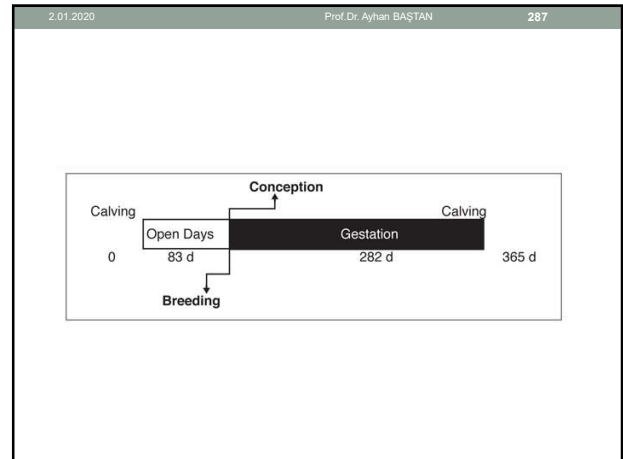 2.01.2020 Prof.Dr. Ayhan BAŞTAN 287
Conception
Calving Calving
Open Days Gestation
0 83 d 282 d 365 d
Breeding